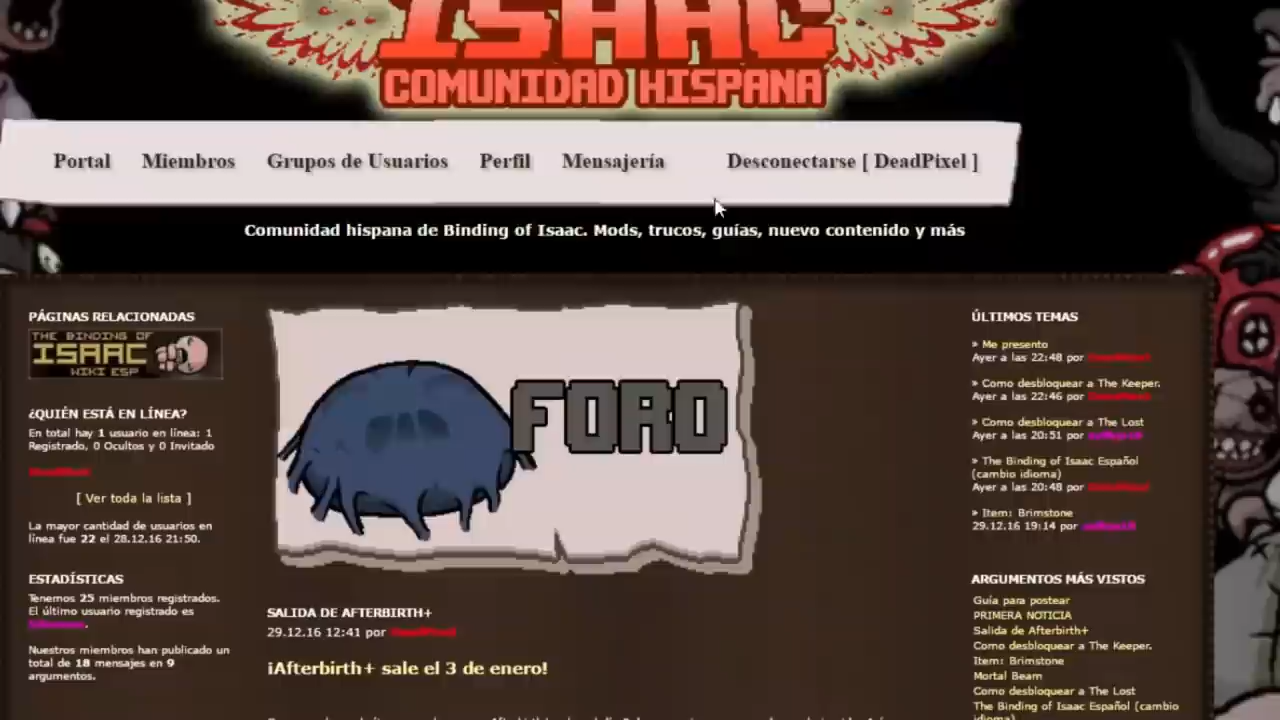 ISAAC
COMUNIDAD HISPANA
Portal Miembros Grupos de Usuarios Perfil Mensajería Desconectarse [ DeadPixel ]
Comunidad hispana de Binding of Isaac. Mods, trucos, guías, nuevo contenido y más
PÁGINAS RELACIONADAS
THE BINDING OF
ISAAC
WIKI ESP
¿QUIÉN ESTÁ EN LÍNEA?
En total hay 1 usuario en línea: 1
Registrado, 0 Ocultos y 0 Invitado
[ Ver toda la lista ]
La mayor cantidad de usuarios en
línea fue 22 el 28.12.16 21:50.
ESTADÍSTICAS
Tenemos 25 miembros registrados.
El último usuario registrado es
Nuestros miembros han publicado un
total de 18 mensajes en 9
argumentos.
FORO
SALIDA DE AFTERBIRTH+
29.12.16 12:41 por
¡Afterbirth+ sale el 3 de enero!
ÚLTIMOS TEMAS
» Me presento
Ayer a las 22:48 por
» Como desbloquear a The Keeper.
Ayer a las 22:46 por
» Como desbloquear a The Lost
Ayer a las 20:51 por
» The Binding of Isaac Español
(cambio idioma)
Ayer a las 20:48 por
» Item: Brimstone
29.12.16 19:14 por
ARGUMENTOS MÁS VISTOS
Guía para postear
PRIMERA NOTICIA
Salida de Afterbirth+
Como desbloquear a The Keeper.
Item: Brimstone
Mortal Beam
Como desbloquear a The Lost
The Binding of Isaac Español (cambio
idioma)